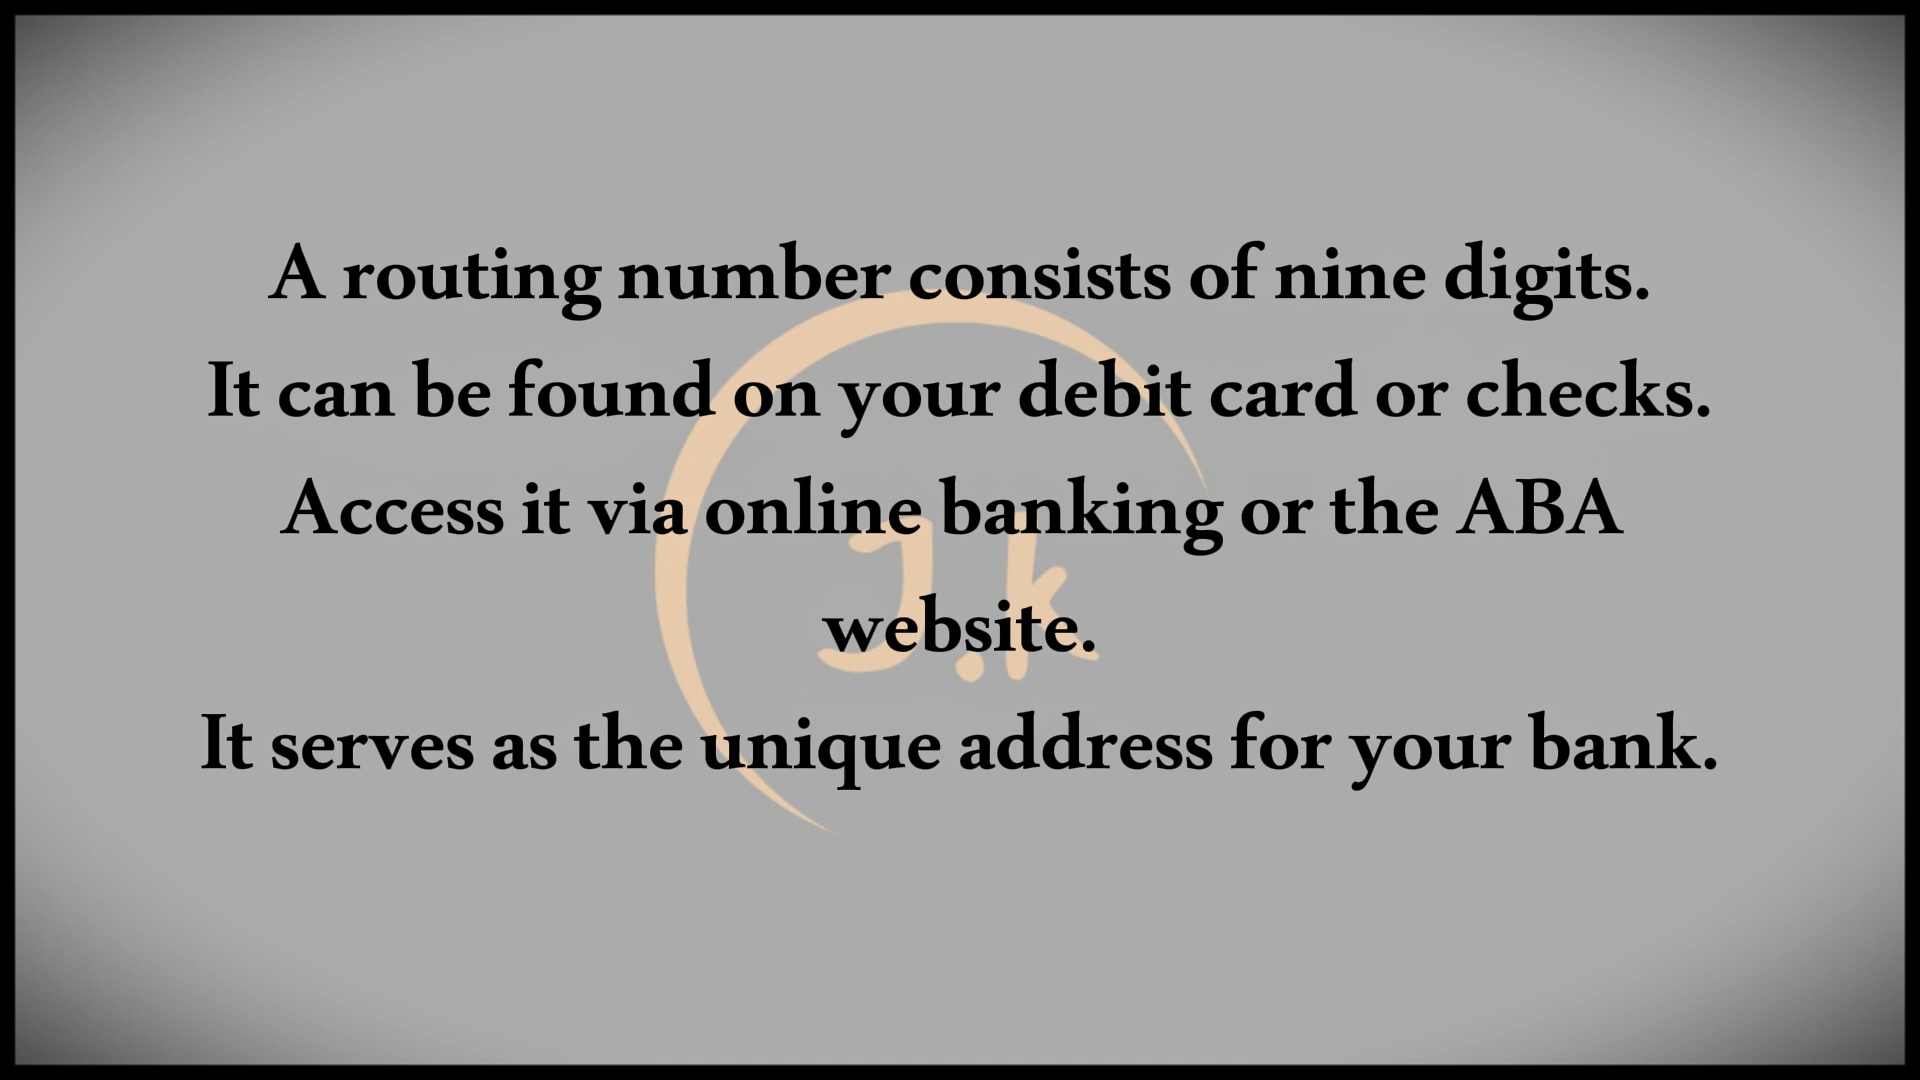 A routing number consists of nine digits.
It can be found on your debit card or checks.
Access it via online banking or the ABA
website.
It serves as the unique address for your bank.
J.k